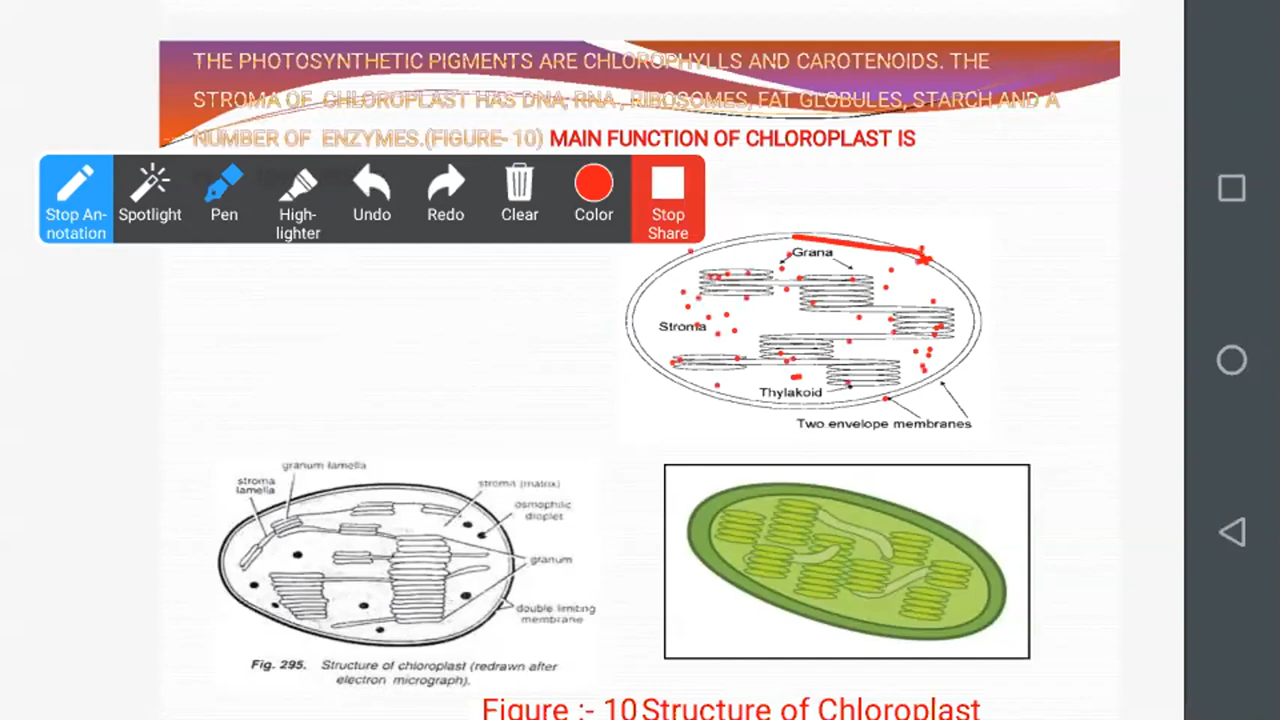 THE PHOTOSYNTHETIC PIGMENTS ARE CHLOROPHYLLS AND CAROTENOIDS. THE
STROMA OF CHLOROPLAST HAS DNA, RNA, RIBOSOMES, FAT GLOBULES, STARCH AND A
NUMBER OF ENZYMES.(FIGURE- 10) MAIN FUNCTION OF CHLOROPLAST IS
Stop An-
notation
Spotlight
Pen
High-
lighter
Undo
Redo
Clear
Color
Stop
Share
Grana
Stroma
Thylakoid
Two envelope membranes
granum lamella
stroma
lamella
stroma (matrix)
osmophilic
droplet
granum
double limiting
membrane
Fig. 295. Structure of chloroplast (redrawn after
electron micrograph).
Figure :- 10 Structure of Chloroplast